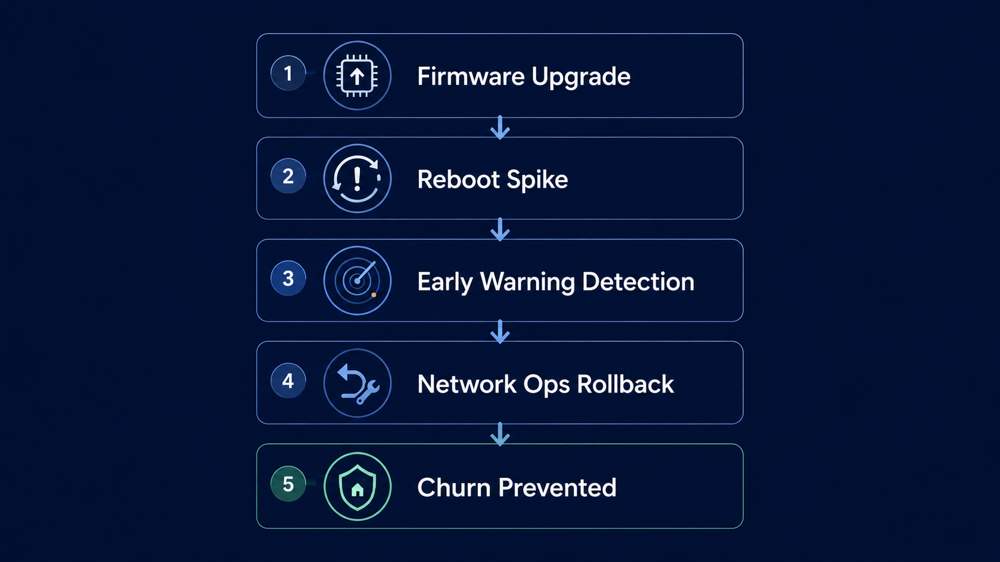 1
Firmware Upgrade
2
Reboot Spike
3
Early Warning Detection
4
Network Ops Rollback
5
Churn Prevented